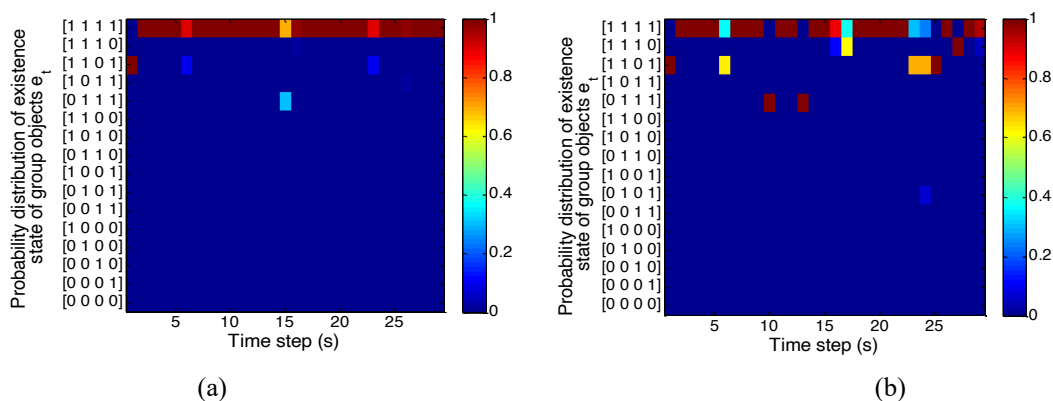 Probability distribution of existence
state of group objects e_t
[1 1 1 1]
[1 1 1 0]
[1 1 0 1]
[1 0 1 1]
[0 1 1 1]
[1 1 0 0]
[1 0 1 0]
[0 1 1 0]
[1 0 0 1]
[0 1 0 1]
[0 0 1 1]
[1 0 0 0]
[0 1 0 0]
[0 0 1 0]
[0 0 0 1]
[0 0 0 0]
5 10 15 20 25
Time step (s)
1
0.8
0.6
0.4
0.2
0
(a)
Probability distribution of existence
state of group objects e_t
[1 1 1 1]
[1 1 1 0]
[1 1 0 1]
[1 0 1 1]
[0 1 1 1]
[1 1 0 0]
[1 0 1 0]
[0 1 1 0]
[1 0 0 1]
[0 1 0 1]
[0 0 1 1]
[1 0 0 0]
[0 1 0 0]
[0 0 1 0]
[0 0 0 1]
[0 0 0 0]
5 10 15 20 25
Time step (s)
1
0.8
0.6
0.4
0.2
0
(b)